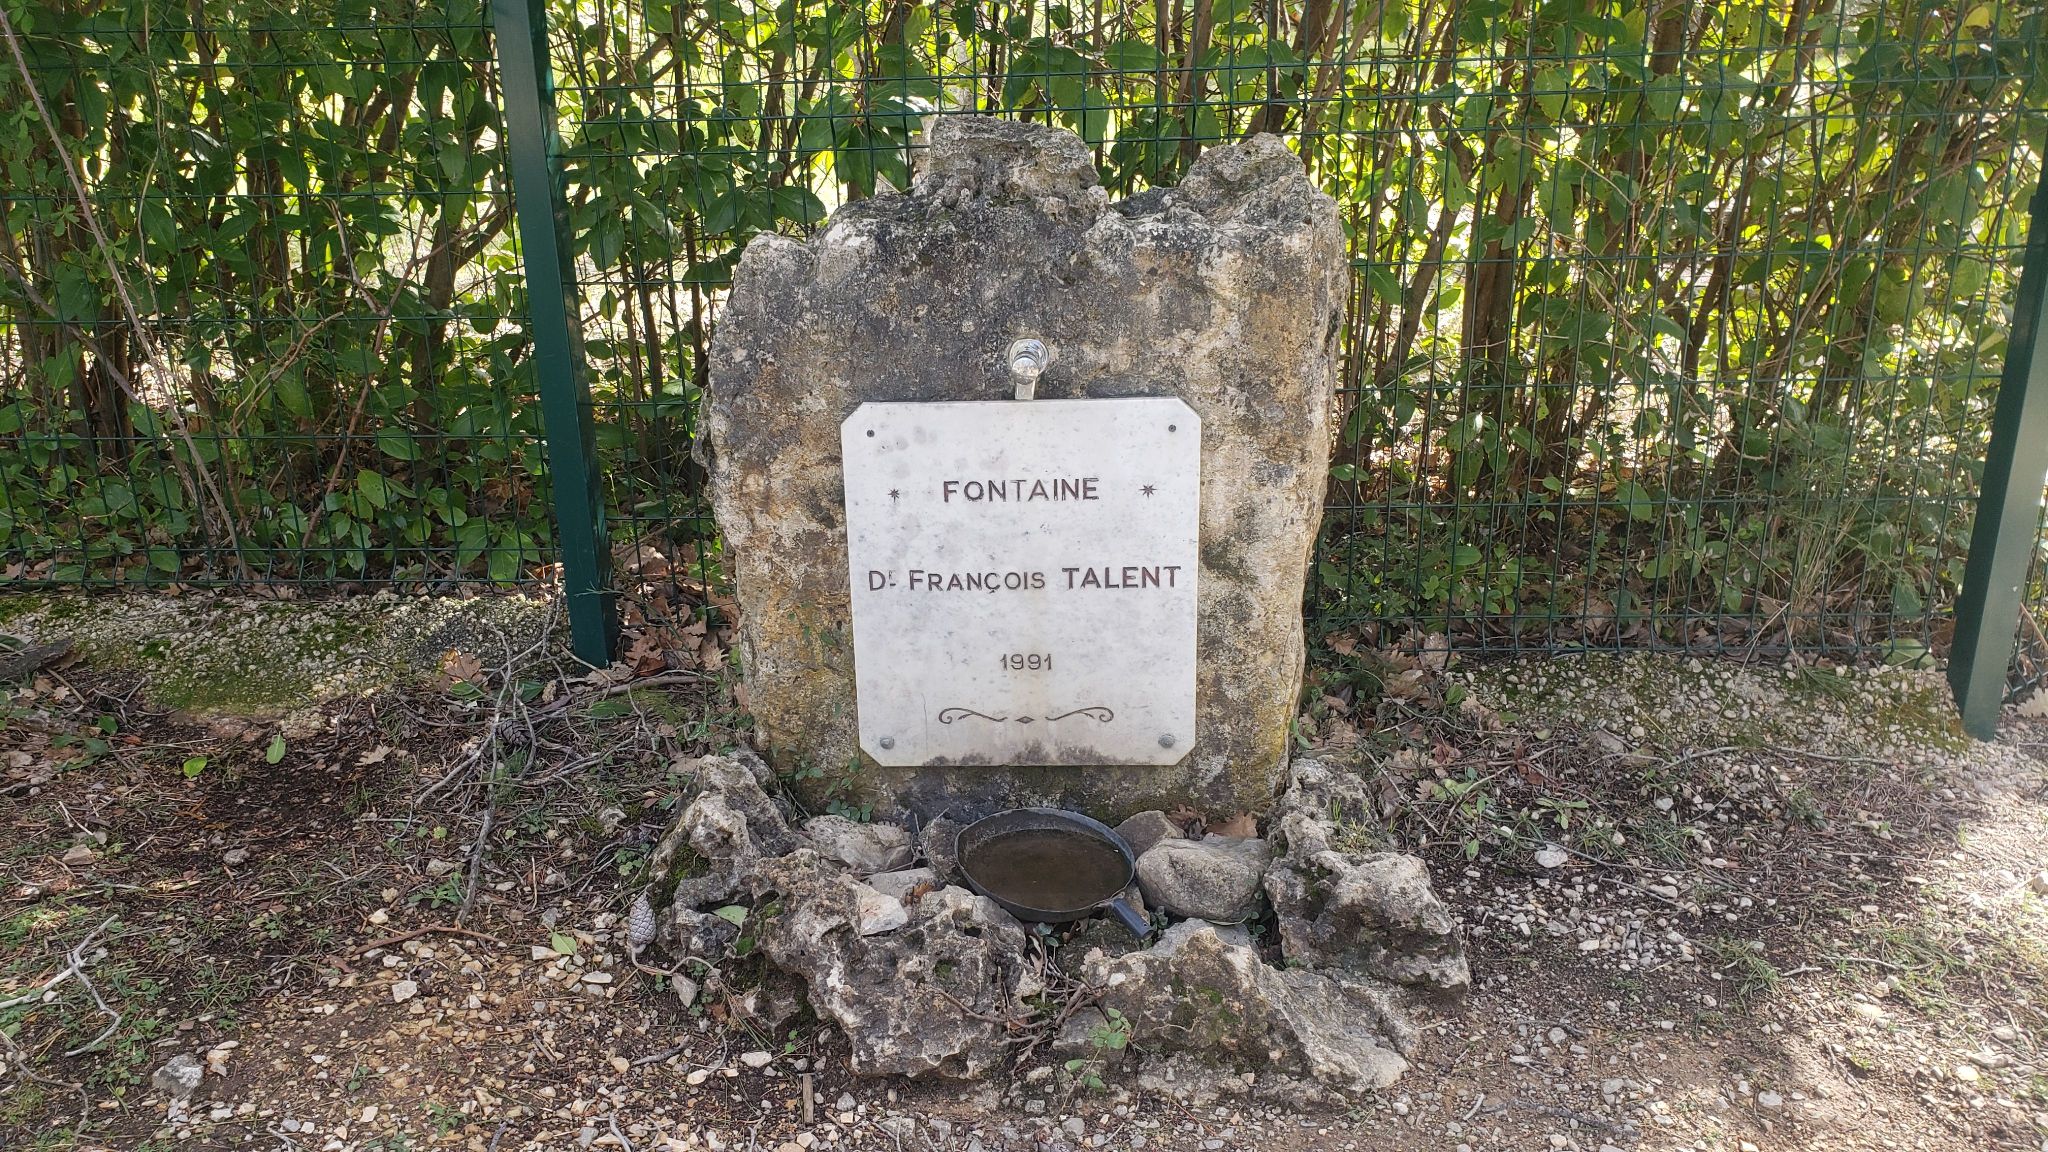 * FONTAINE *
Dr FRANÇOIS TALENT
1991